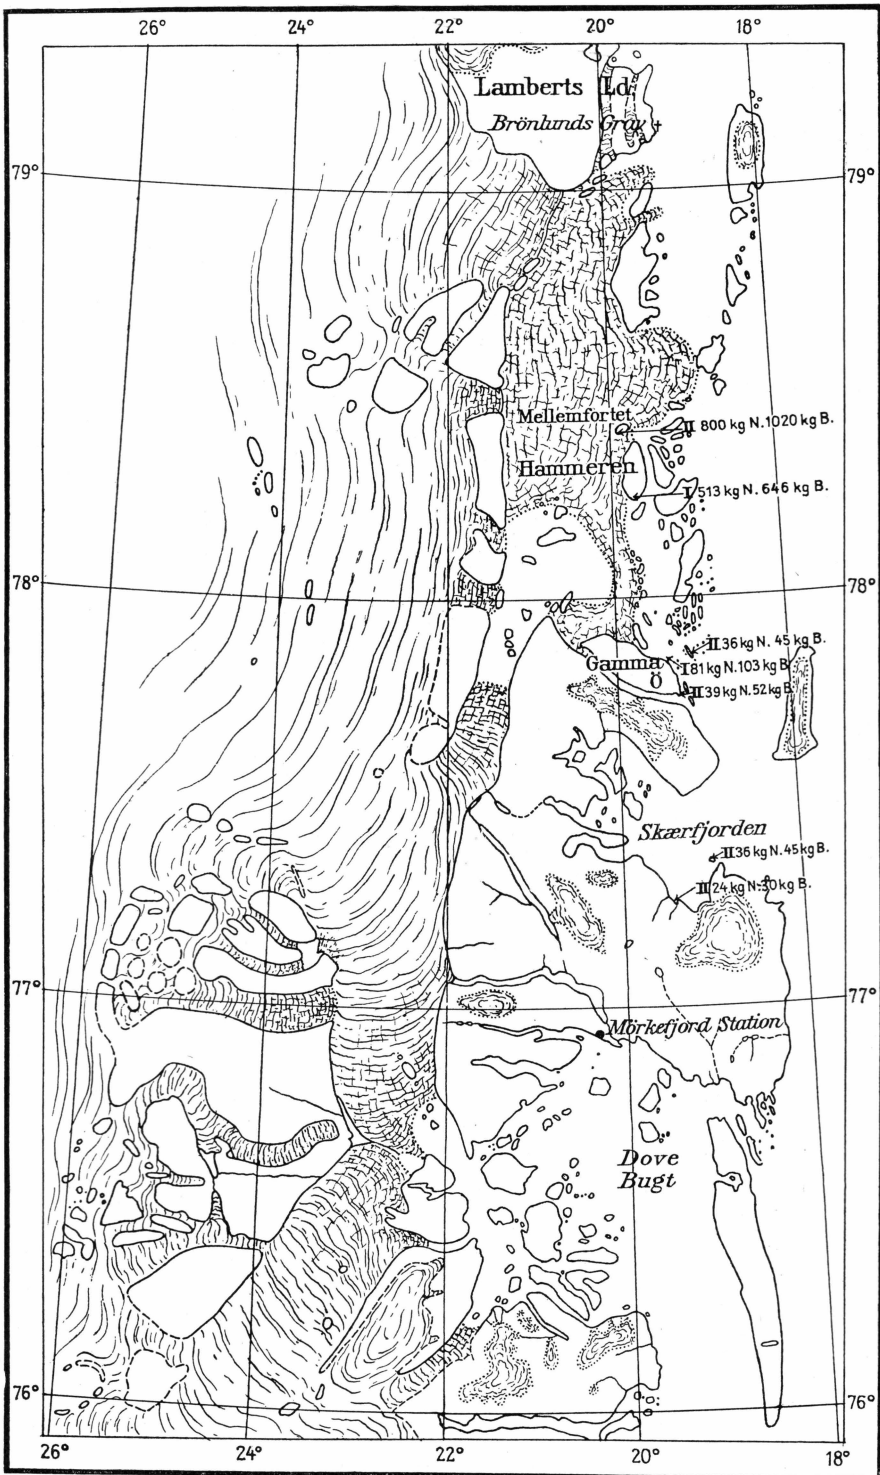 26° 24° 22° 20° 18°
Lamberts Ld.
Brönlunds Grav +
79° 79°
Mellemfortet
II 800 kg N. 1020 kg B.
Hammeren
I 513 kg N. 646 kg B.
78° 78°
II 36 kg N. 45 kg B.
Gamma
Ö
I 81 kg N. 103 kg B.
II 39 kg N. 52 kg B.
Skærfjorden
II 36 kg N. 45 kg B.
II 24 kg N. 30 kg B.
77° 77°
Mörkefjord Station
Dove
Bugt
76° 76°
26° 24° 22° 20° 18°